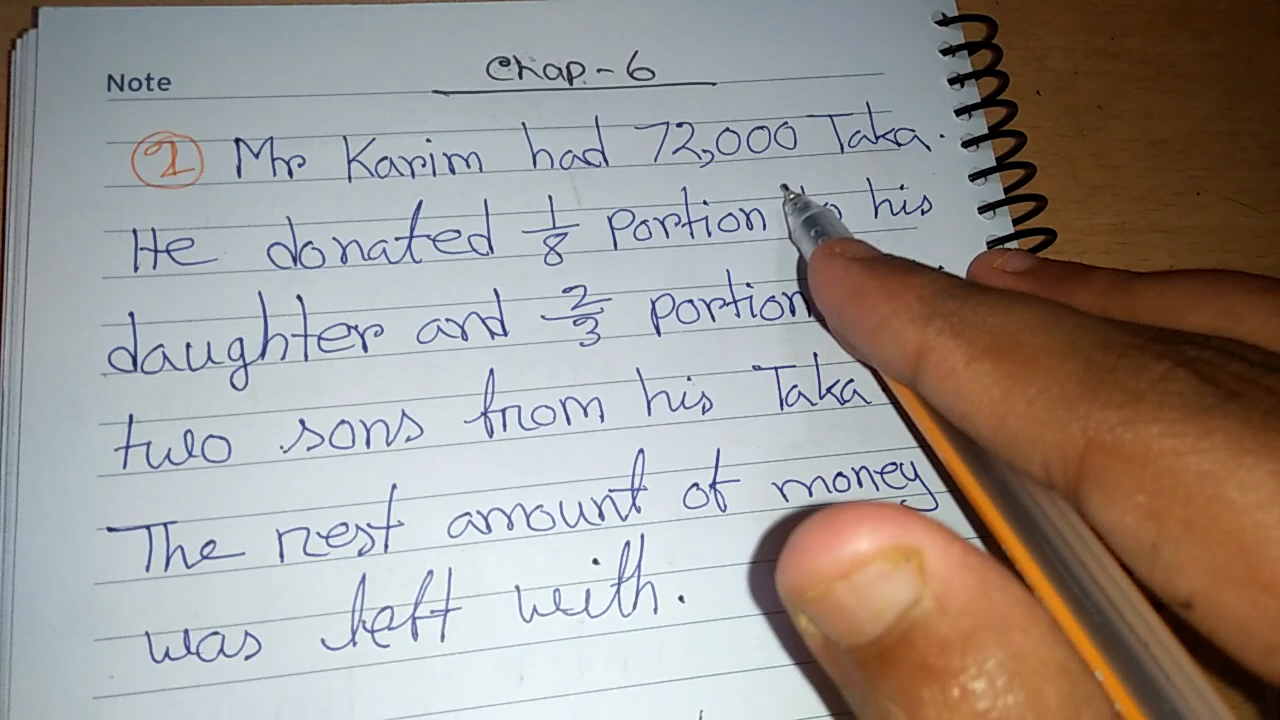 Note
Chap.-6
2 Mr Karim had 72,000 Taka.
He donated 1/8 portion to his
daughter and 2/3 portion
two sons from his Taka
The rest amount of money
was left with.